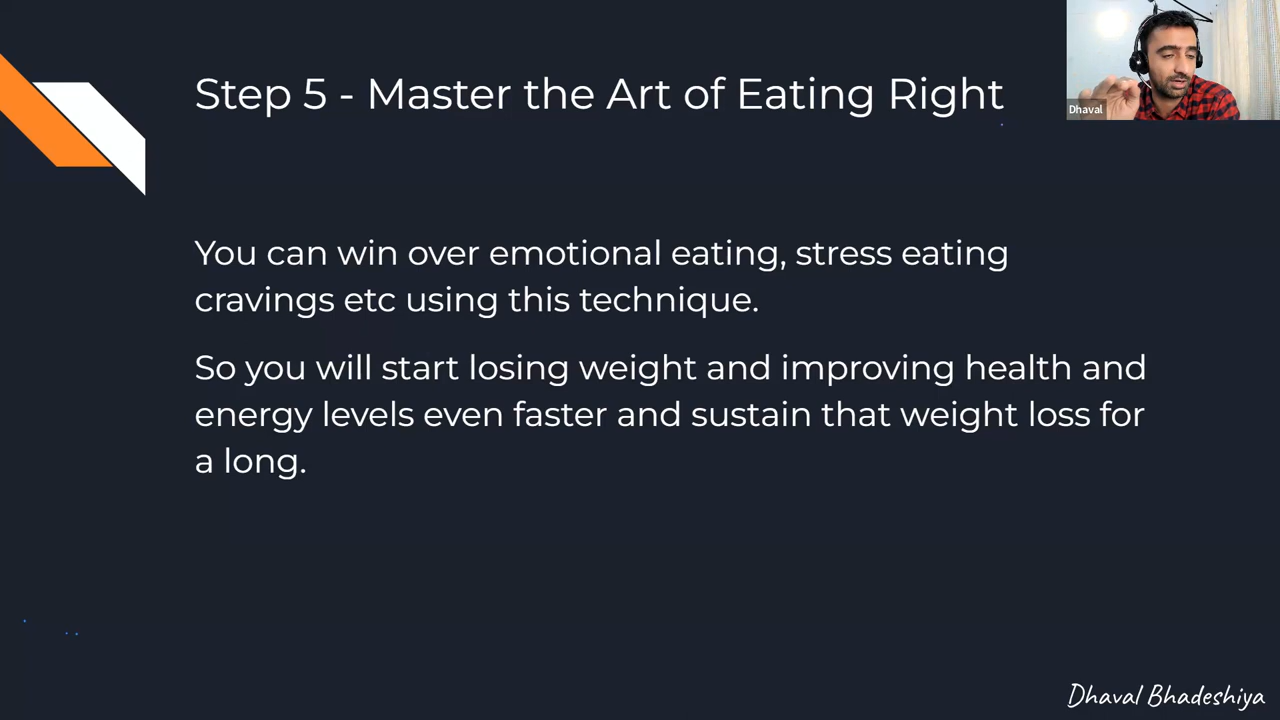 Step 5 - Master the Art of Eating Right
Dhaval
You can win over emotional eating, stress eating
cravings etc using this technique.
So you will start losing weight and improving health and
energy levels even faster and sustain that weight loss for
a long.
Dhaval Bhadeshiya